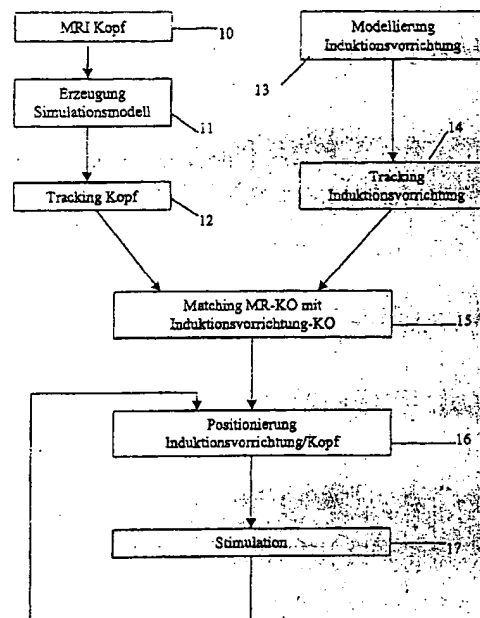 MRI Kopf
10
Modellierung
Induktionsvorrichtung
13
Erzeugung
Simulationsmodell
11
14
Tracking Kopf
12
Tracking
Induktionsvorrichtung
Matching MR-KO mit
Induktionsvorrichtung-KO
15
Positionierung
Induktionsvorrichtung/Kopf
16
Stimulation
17